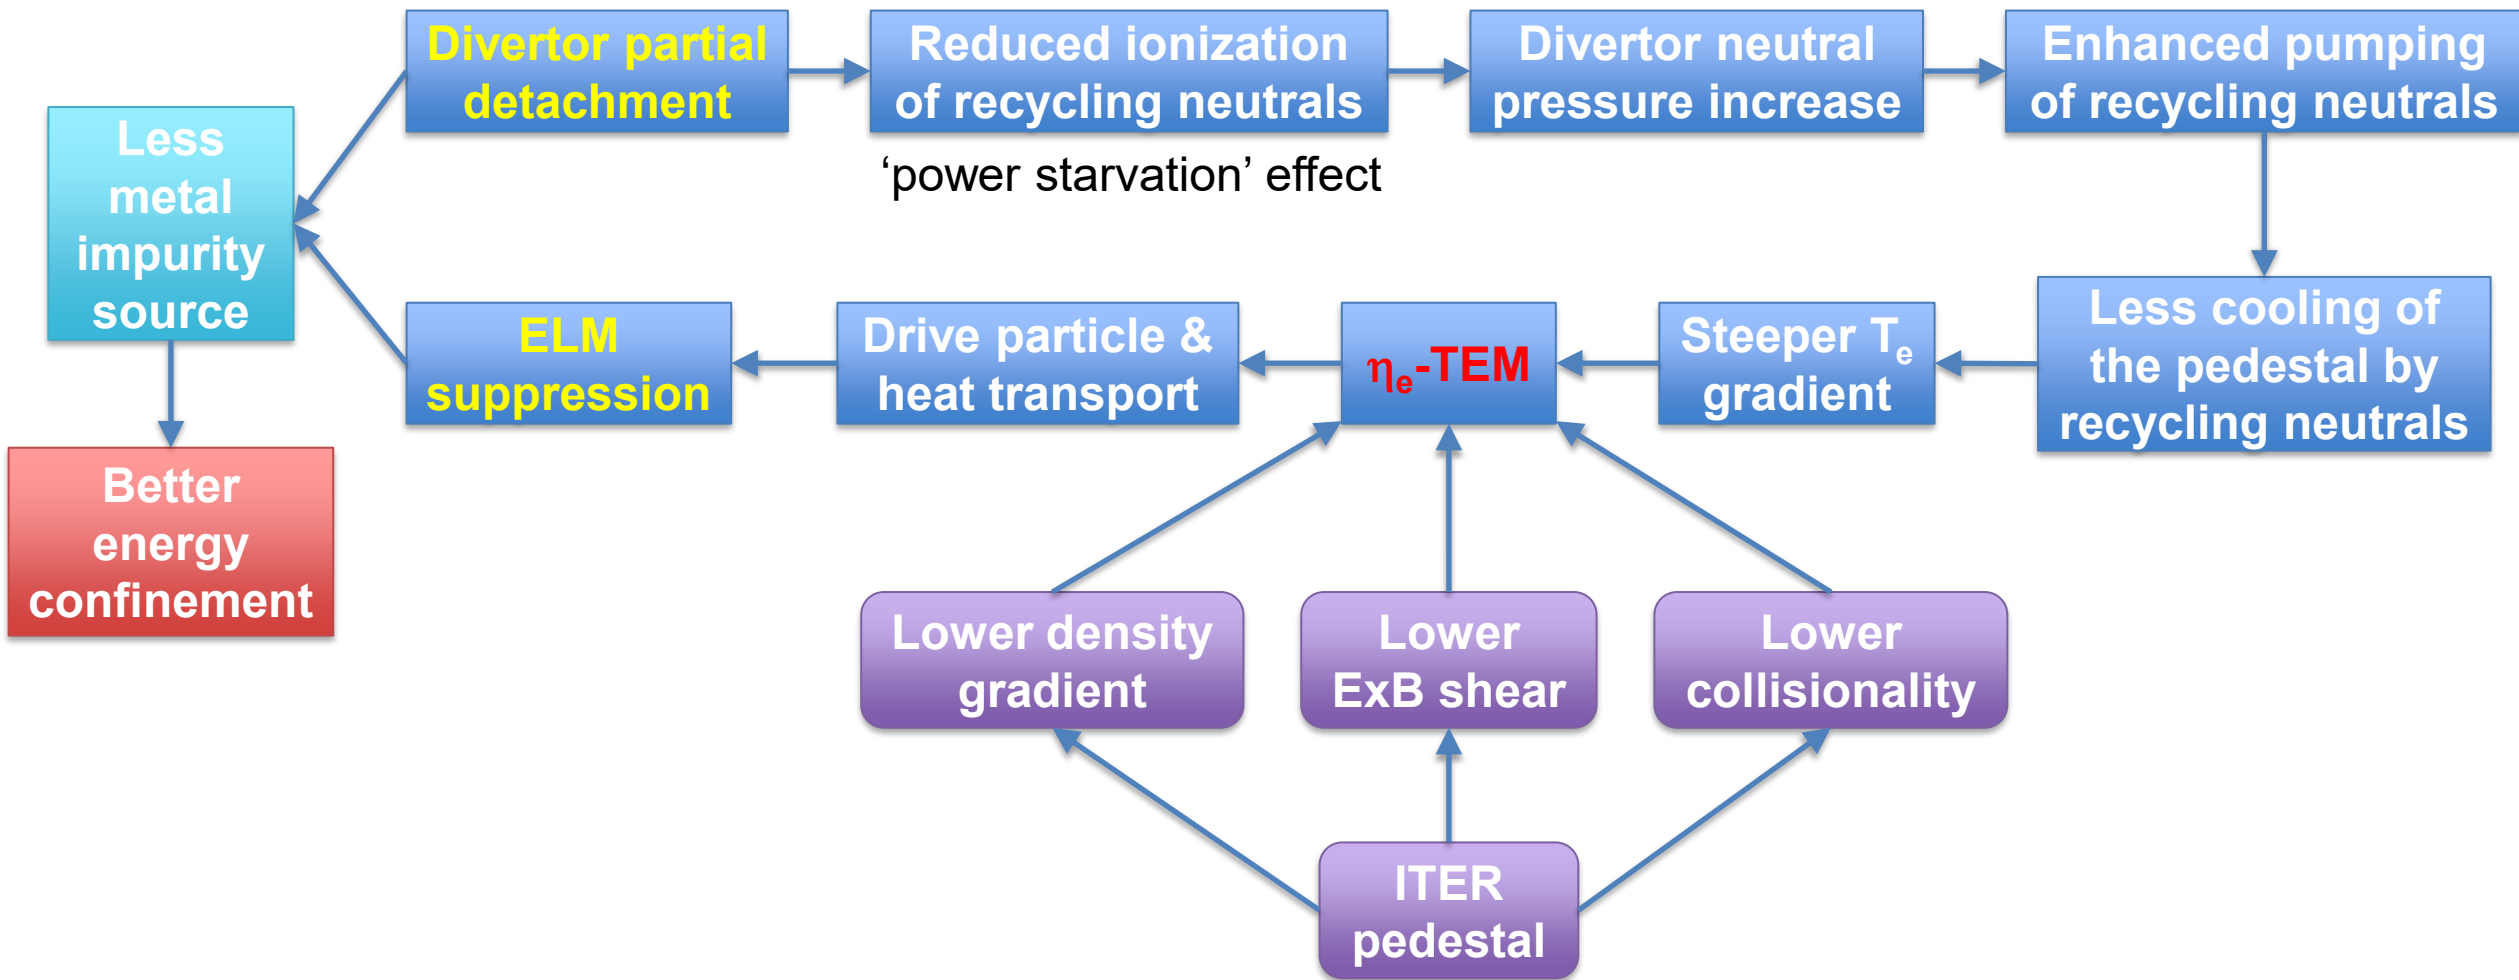 Divertor partial
detachment
Reduced ionization
of recycling neutrals
Divertor neutral
pressure increase
Enhanced pumping
of recycling neutrals
Less
metal
impurity
source
‘power starvation’ effect
ELM
suppression
Drive particle &
heat transport
ηe-TEM
Steeper Te
gradient
Less cooling of
the pedestal by
recycling neutrals
Better
energy
confinement
Lower density
gradient
Lower
ExB shear
Lower
collisionality
ITER
pedestal